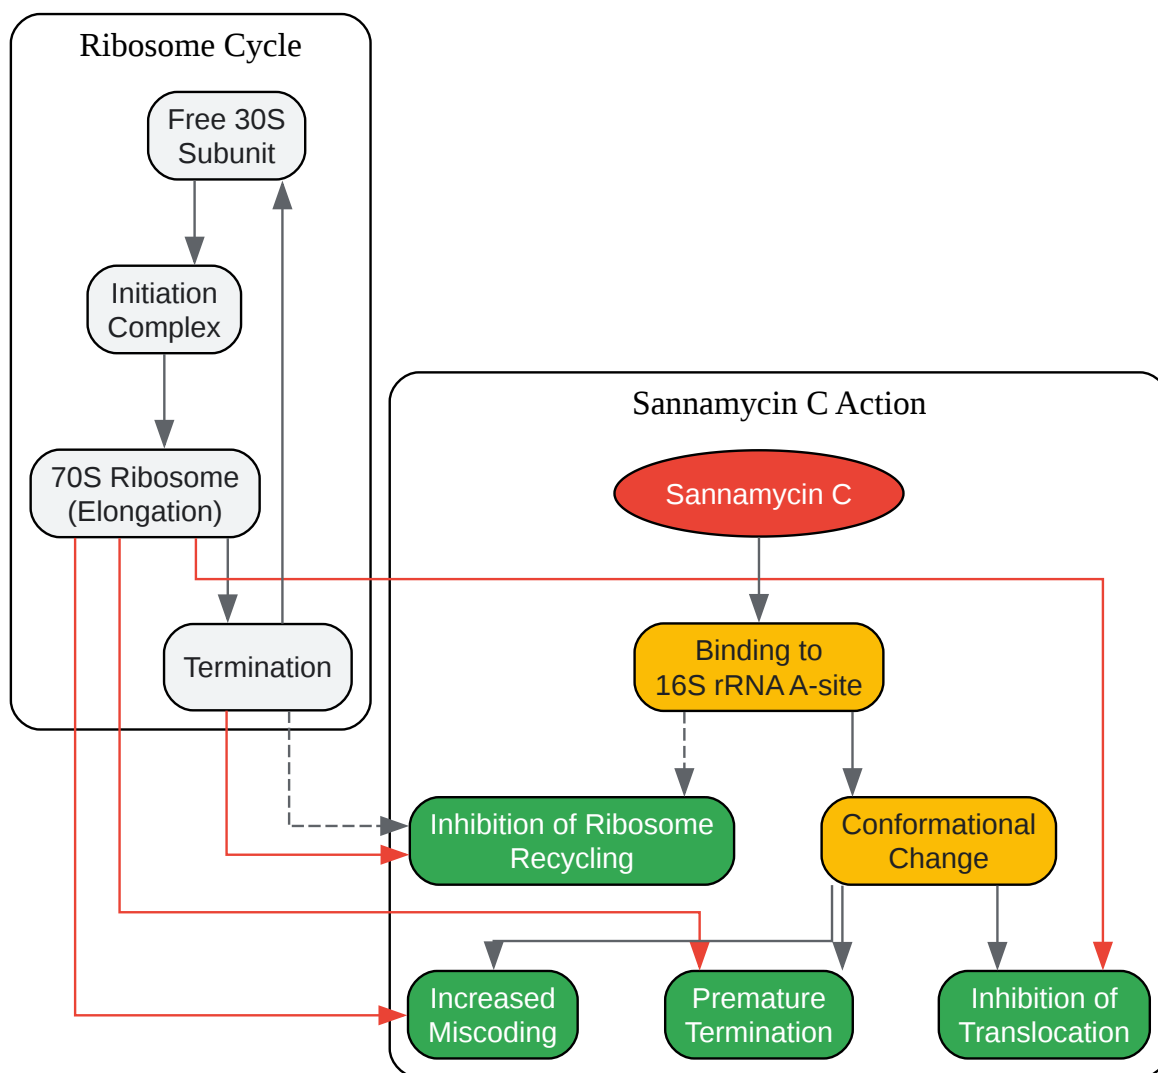 Ribosome Cycle
Free 30S
Subunit
Initiation
Complex
70S Ribosome
(Elongation)
Termination
Sannamycin C Action
Sannamycin C
Binding to
16S rRNA A-site
Inhibition of Ribosome
Recycling
Conformational
Change
Increased
Miscoding
Premature
Termination
Inhibition of
Translocation